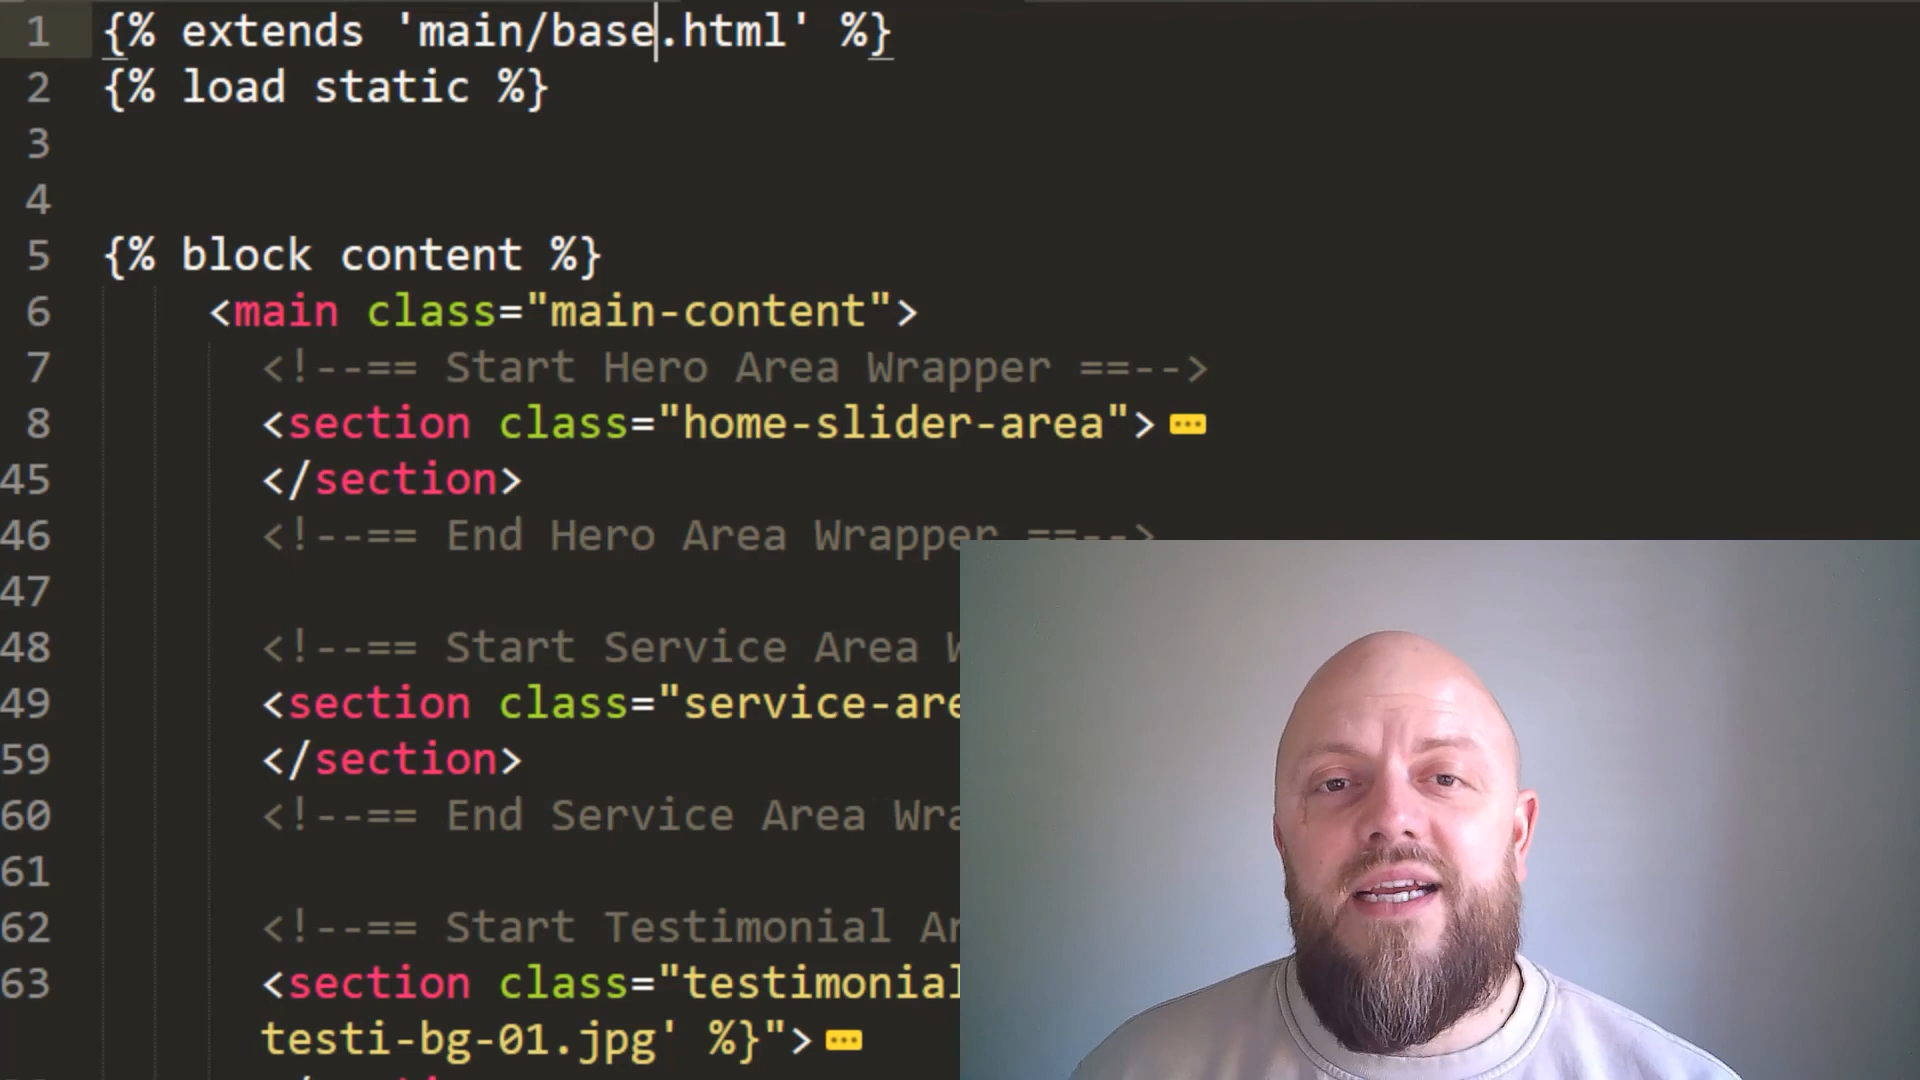 1 {% extends 'main/base.html' %}
2 {% load static %}
3
4
5 {% block content %}
6 <main class="main-content">
7 <!--== Start Hero Area Wrapper ==-->
8 <section class="home-slider-area">
45 </section>
46 <!--== End Hero Area Wrapper ==-->
47
48 <!--== Start Service Area W
49 <section class="service-are
59 </section>
60 <!--== End Service Area Wra
61
62 <!--== Start Testimonial Ar
63 <section class="testimonial
testi-bg-01.jpg' %}">